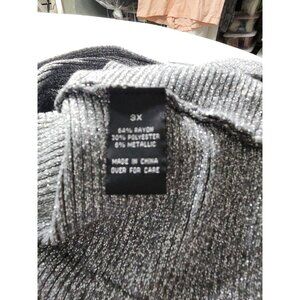 3X
64% RAYON
30% POLYESTER
6% METALLIC
MADE IN CHINA
OVER FOR CARE